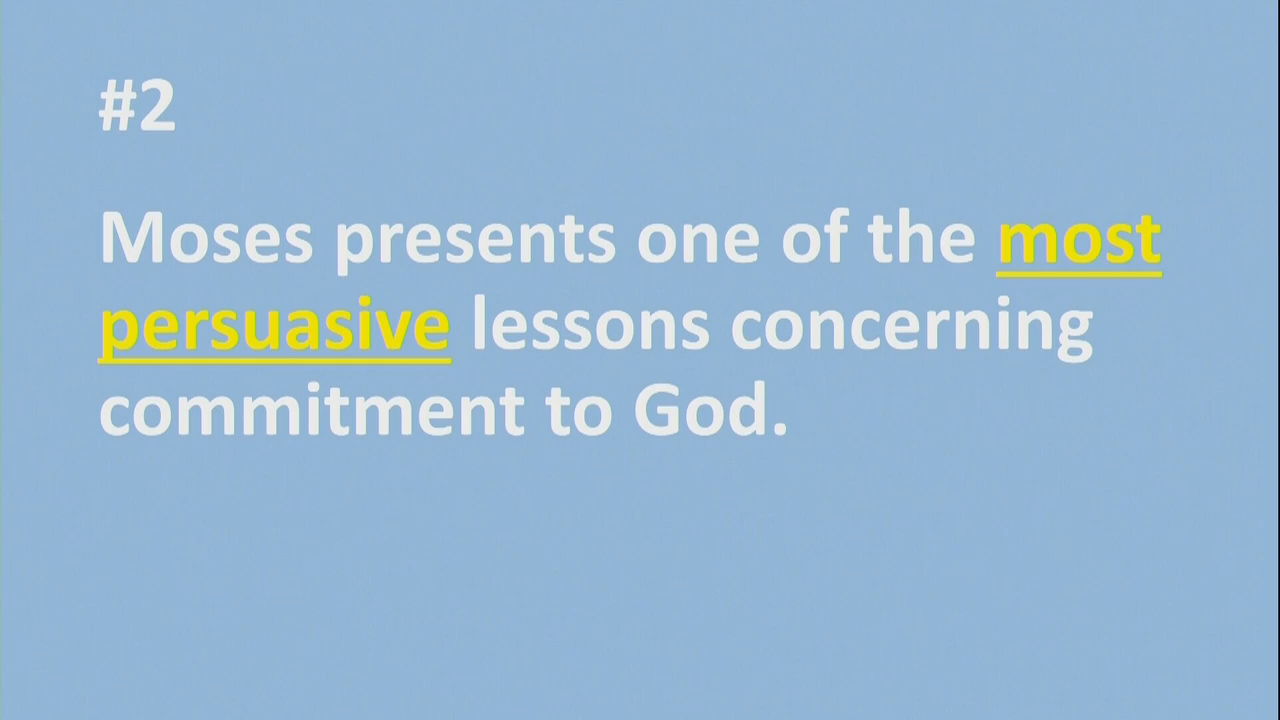 #2
Moses presents one of the most
persuasive lessons concerning
commitment to God.